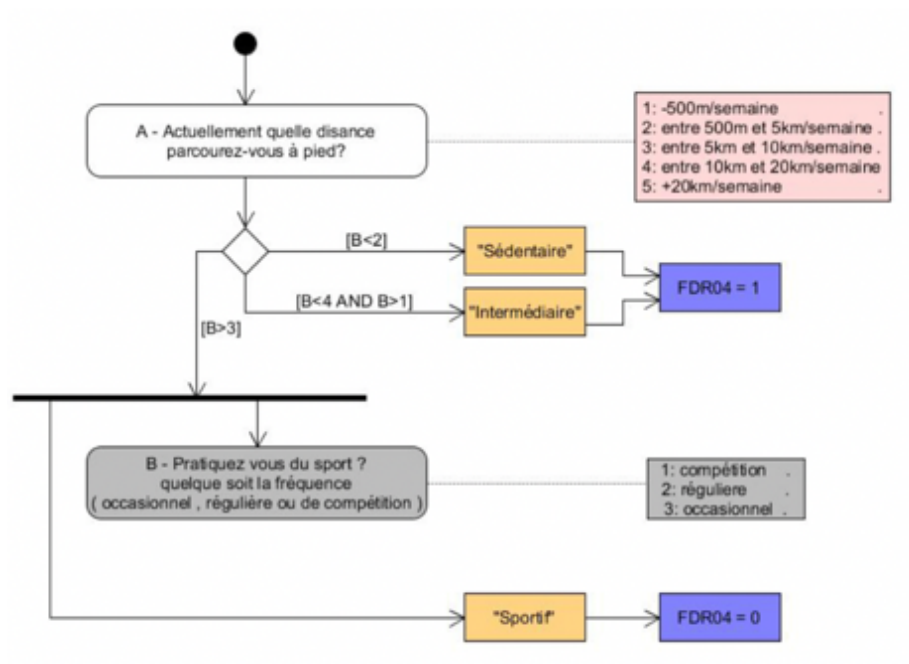 A - Actuellement quelle disance
parcourez-vous à pied?
1: -500m/semaine .
2: entre 500m et 5km/semaine .
3: entre 5km et 10km/semaine .
4: entre 10km et 20km/semaine
5: +20km/semaine .
[B<2]
"Sédentaire"
FDR04 = 1
[B<4 AND B>1]
"Intermédiaire"
[B>3]
B - Pratiquez vous du sport ?
quelque soit la fréquence
( occasionnel , régulière ou de compétition )
1: compétition .
2: réguliere .
3: occasionnel .
"Sportif"
FDR04 = 0